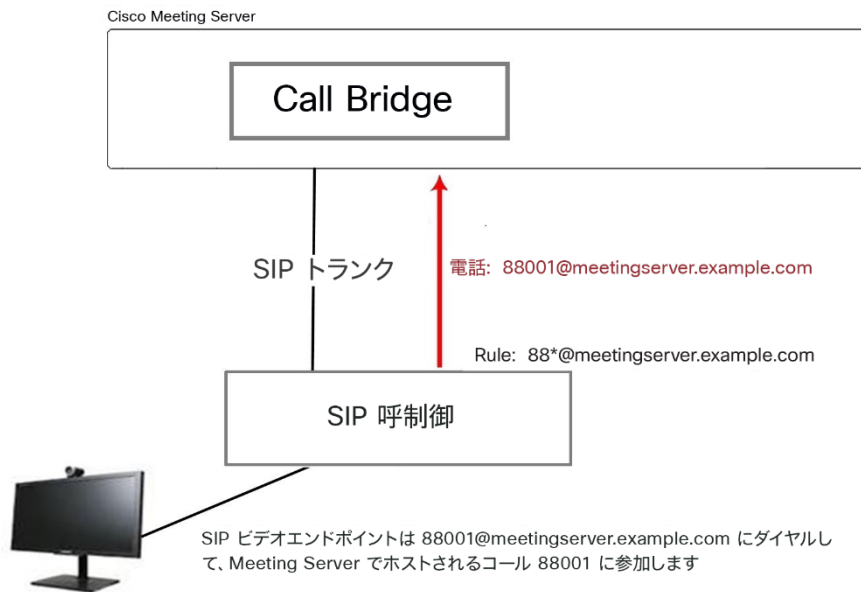 Cisco Meeting Server
Call Bridge
SIP トランク
電話: 88001@meetingserver.example.com
Rule: 88*@meetingserver.example.com
SIP 呼制御
SIP ビデオエンドポイントは 88001@meetingserver.example.com にダイヤルし
て、Meeting Server でホストされるコール 88001 に参加します